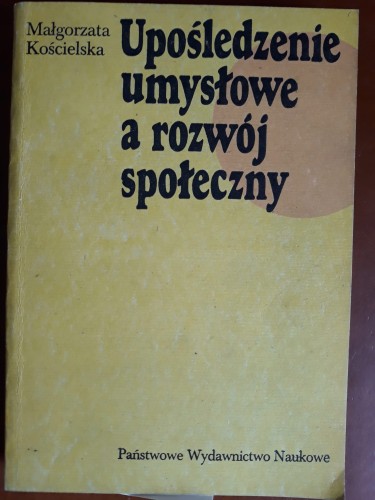 Małgorzata
Kościelska
Upośledzenie
umysłowe
a rozwój
społeczny
Państwowe Wydawnictwo Naukowe